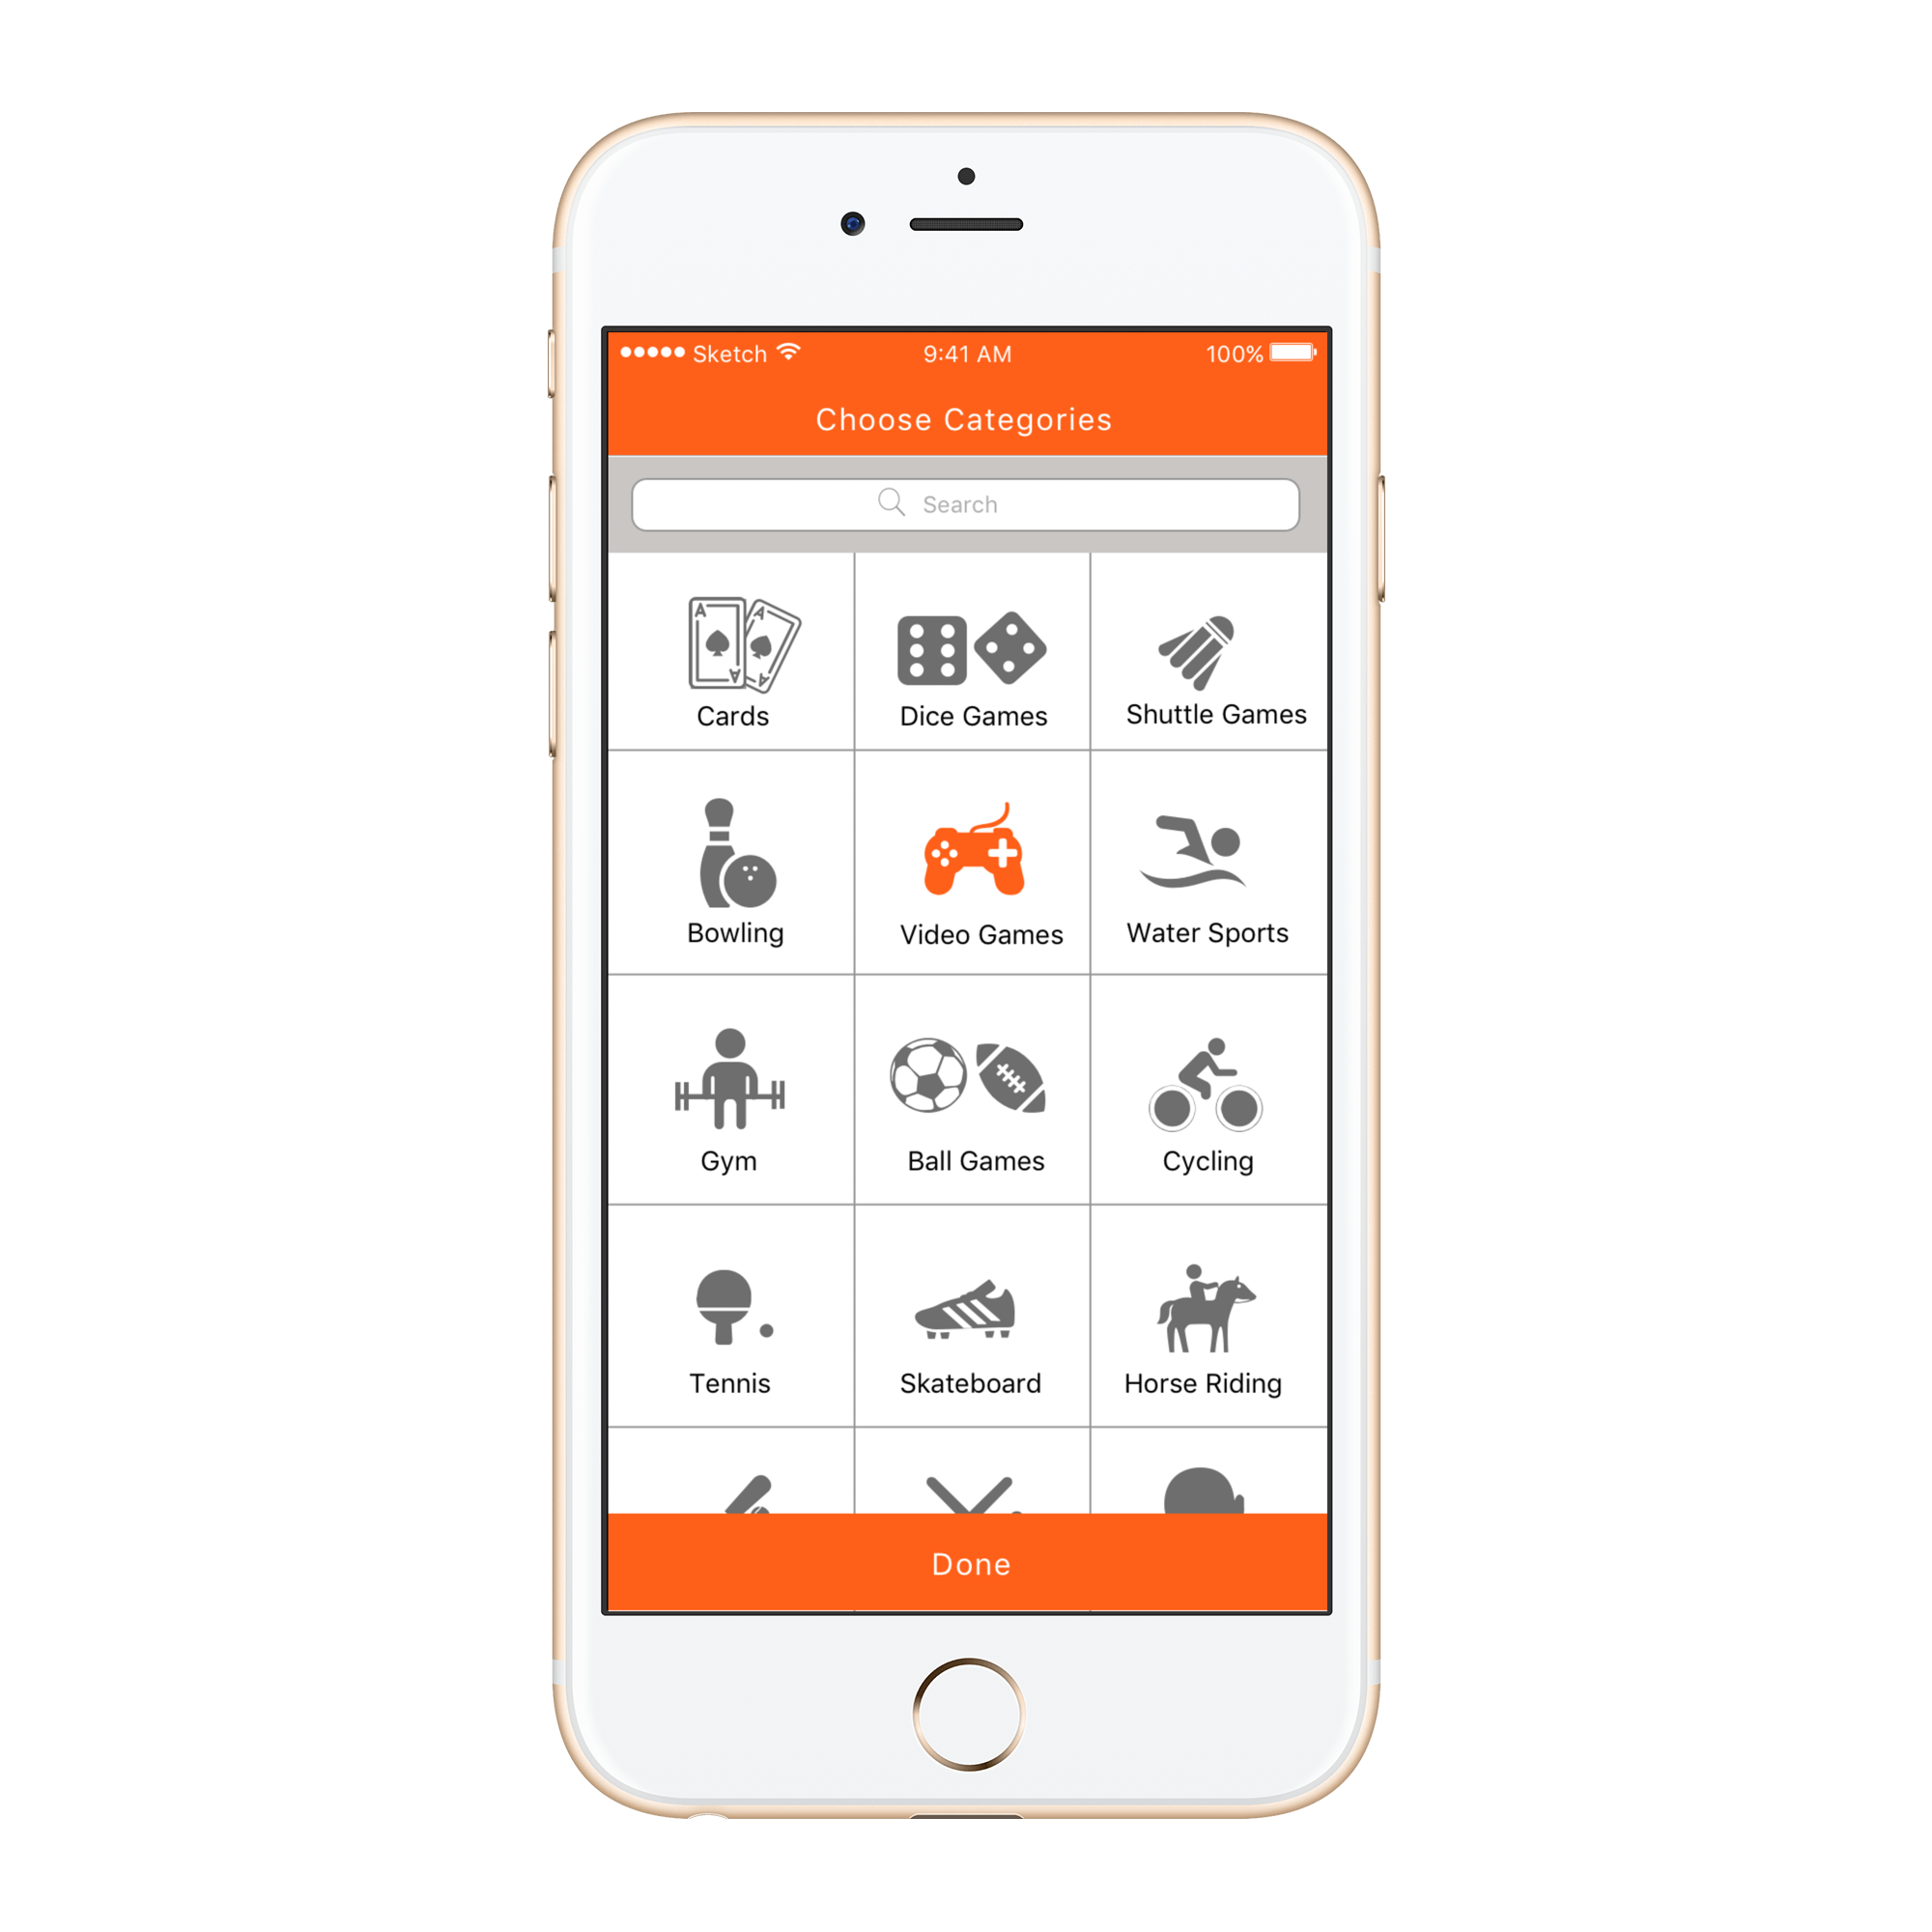 Sketch 9:41 AM 100%
Choose Categories
Search
A A A A
Cards Dice Games Shuttle Games
Bowling Video Games Water Sports
Gym Ball Games Cycling
Tennis Skateboard Horse Riding
Done